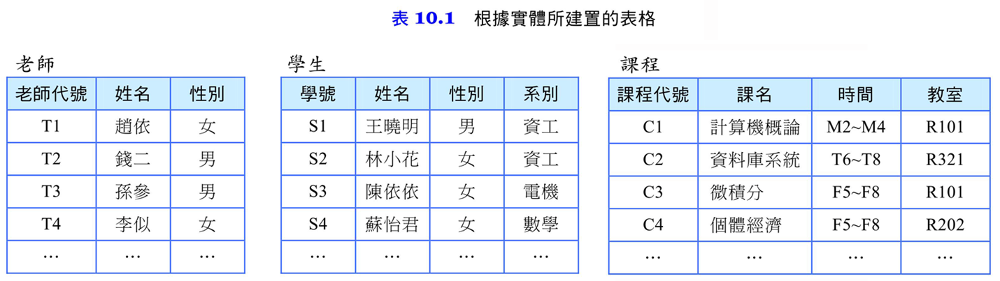 表 10.1 根據實體所建置的表格
老師
老師代號 姓名 性別
T1 趙依 女
T2 錢二 男
T3 孫參 男
T4 李似 女
… … …
學生
學號 姓名 性別 系別
S1 王曉明 男 資工
S2 林小花 女 資工
S3 陳依依 女 電機
S4 蘇怡君 女 數學
… … … …
課程
課程代號 課名 時間 教室
C1 計算機概論 M2~M4 R101
C2 資料庫系統 T6~T8 R321
C3 微積分 F5~F8 R101
C4 個體經濟 F5~F8 R202
… … … …